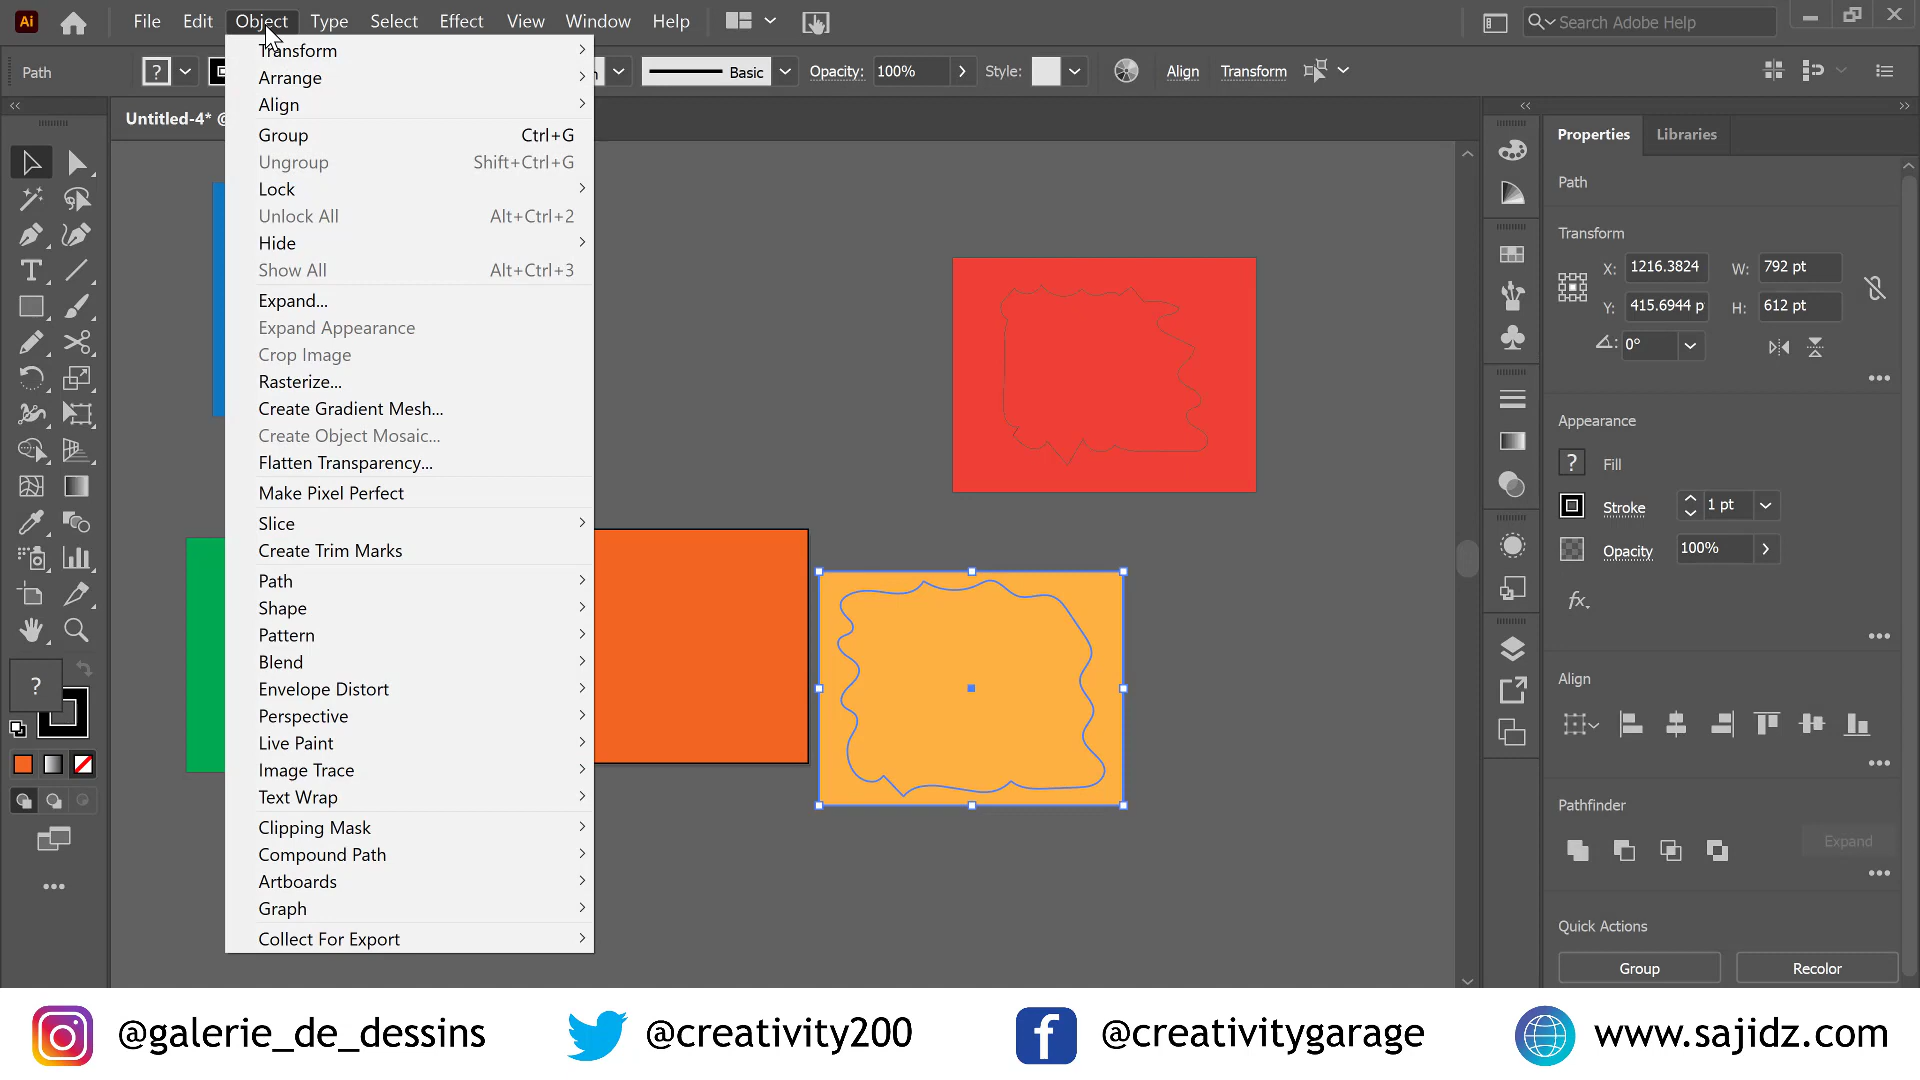 Ai File Edit Object Type Select Effect View Window Help Search Adobe Help
Path ? Basic Opacity: 100% Style: Align Transform
Untitled-4* @
Transform
Arrange
Align
Group Ctrl+G
Ungroup Shift+Ctrl+G
Lock
Unlock All Alt+Ctrl+2
Hide
Show All Alt+Ctrl+3
Expand...
Expand Appearance
Crop Image
Rasterize...
Create Gradient Mesh...
Create Object Mosaic...
Flatten Transparency...
Make Pixel Perfect
Slice
Create Trim Marks
Path
Shape
Pattern
Blend
Envelope Distort
Perspective
Live Paint
Image Trace
Text Wrap
Clipping Mask
Compound Path
Artboards
Graph
Collect For Export
?
Properties Libraries
Path
Transform
X: 1216.3824 W: 792 pt
Y: 415.6944 p H: 612 pt
0°
Appearance
? Fill
Stroke 1 pt
Opacity 100%
fx.
Align
Pathfinder
Expand
Quick Actions
Group Recolor
@galerie_de_dessins @creativity200 @creativitygarage www.sajidz.com